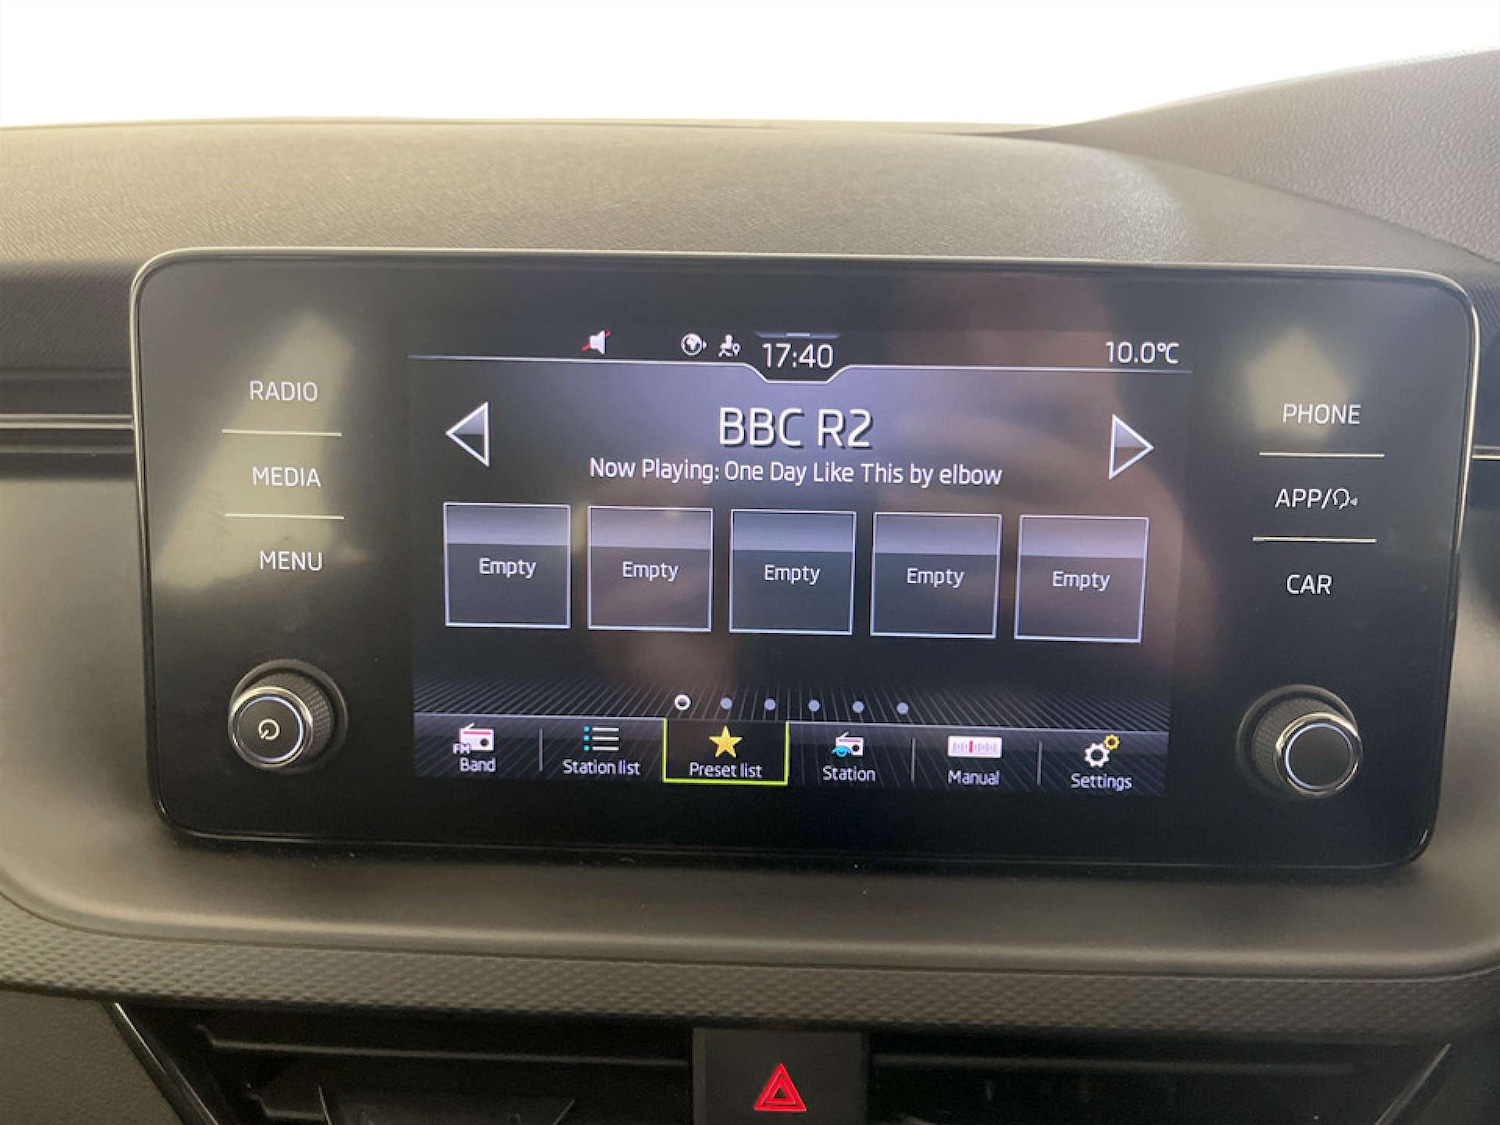 17:40
10.0°C
RADIO
MEDIA
MENU
BBC R2
Now Playing: One Day Like This by elbow
Empty
Empty
Empty
Empty
Empty
FM
Band
Station list
Preset list
Station
Manual
Settings
PHONE
APP/
CAR